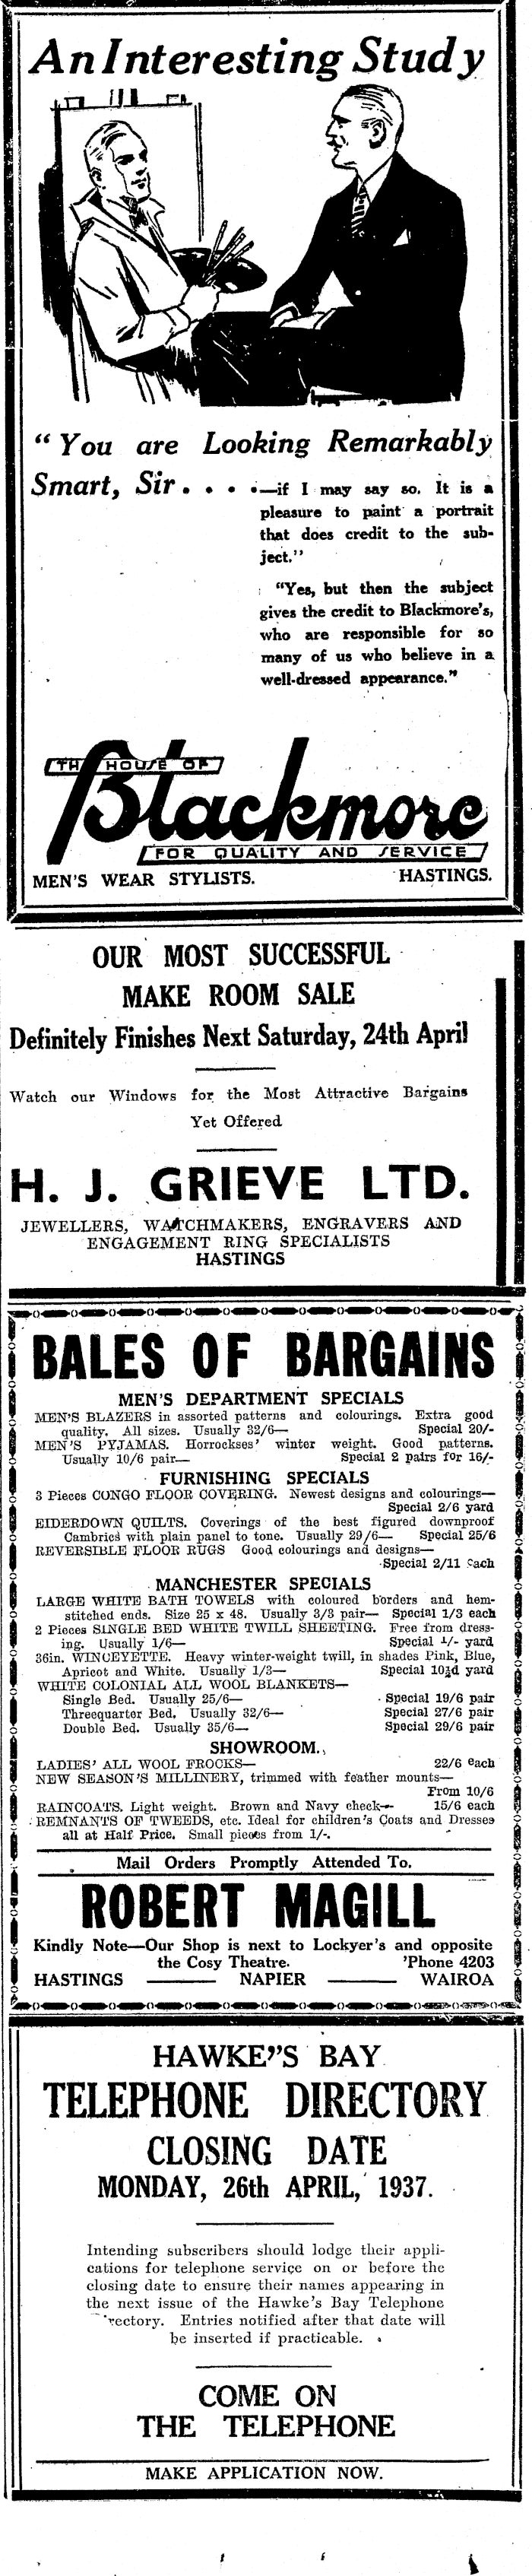 An Interesting Study
"You are Looking Remarkably
Smart, Sir . . . .—if I may say so. It is a
pleasure to paint a portrait
that does credit to the sub-
ject."
"Yes, but then the subject
gives the credit to Blackmore's,
who are responsible for so
many of us who believe in a
well-dressed appearance."
THE HOUSE OF
Blackmore
FOR QUALITY AND SERVICE
MEN'S WEAR STYLISTS. HASTINGS.
OUR MOST SUCCESSFUL
MAKE ROOM SALE
Definitely Finishes Next Saturday, 24th April
Watch our Windows for the Most Attractive Bargains
Yet Offered
H. J. GRIEVE LTD.
JEWELLERS, WATCHMAKERS, ENGRAVERS AND
ENGAGEMENT RING SPECIALISTS
HASTINGS
BALES OF BARGAINS
MEN'S DEPARTMENT SPECIALS
MEN'S BLAZERS in assorted patterns and colourings. Extra good
quality. All sizes. Usually 32/6— Special 20/-
MEN'S PYJAMAS. Horrockses' winter weight. Good patterns.
Usually 10/6 pair— Special 2 pairs for 16/-
FURNISHING SPECIALS
3 Pieces CONGO FLOOR COVERING. Newest designs and colourings—
Special 2/6 yard
EIDERDOWN QUILTS. Coverings of the best figured downproof
Cambric with plain panel to tone. Usually 29/6— Special 25/6
REVERSIBLE FLOOR RUGS Good colourings and designs—
Special 2/11 each
MANCHESTER SPECIALS
LARGE WHITE BATH TOWELS with coloured borders and hem-
stitched ends. Size 25 x 48. Usually 3/3 pair— Special 1/3 each
2 Pieces SINGLE BED WHITE TWILL SHEETING. Free from dress-
ing. Usually 1/6— Special 1/- yard
36in. WINCEYETTE. Heavy winter-weight twill, in shades Pink, Blue,
Apricot and White. Usually 1/3— Special 10½d yard
WHITE COLONIAL ALL WOOL BLANKETS—
Single Bed. Usually 25/6— Special 19/6 pair
Threequarter Bed. Usually 32/6— Special 27/6 pair
Double Bed. Usually 35/6— Special 29/6 pair
SHOWROOM.
LADIES' ALL WOOL FROCKS— 22/6 each
NEW SEASON'S MILLINERY, trimmed with feather mounts—
From 10/6
RAINCOATS. Light weight. Brown and Navy check— 15/6 each
REMNANTS OF TWEEDS, etc. Ideal for children's Coats and Dresses
all at Half Price. Small pieces from 1/-.
Mail Orders Promptly Attended To.
ROBERT MAGILL
Kindly Note—Our Shop is next to Lockyer's and opposite
the Cosy Theatre. 'Phone 4203
HASTINGS —— NAPIER —— WAIROA
HAWKE"S BAY
TELEPHONE DIRECTORY
CLOSING DATE
MONDAY, 26th APRIL, 1937.
Intending subscribers should lodge their appli-
cations for telephone service on or before the
closing date to ensure their names appearing in
the next issue of the Hawke's Bay Telephone
rectory. Entries notified after that date will
be inserted if practicable.
COME ON
THE TELEPHONE
MAKE APPLICATION NOW.